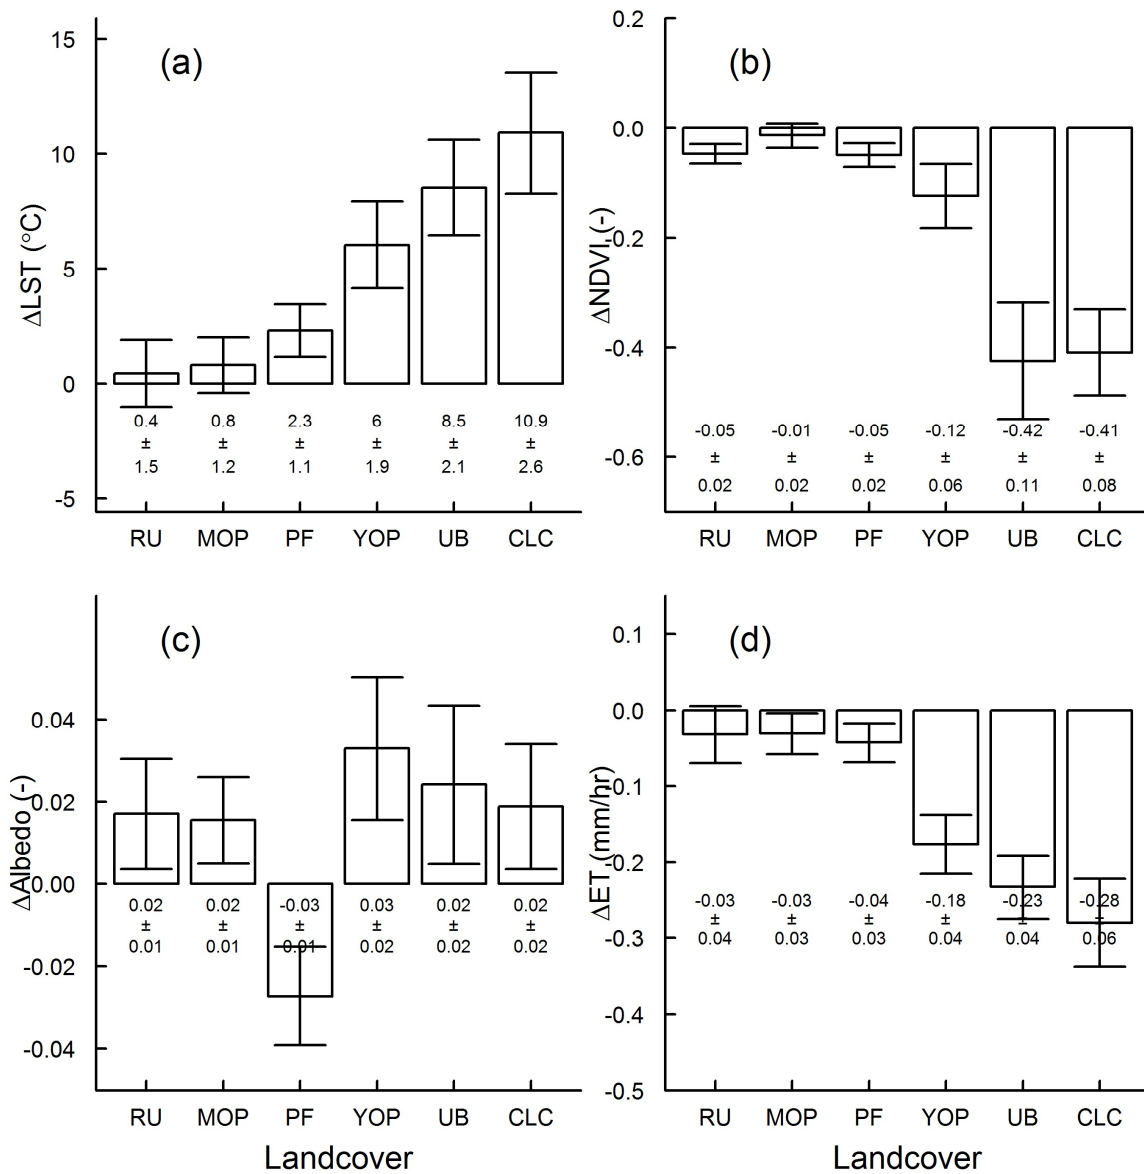 (a)
ΔLST (°C)
15
10
5
0
-5
0.4 0.8 2.3 6 8.5 10.9
± ± ± ± ± ±
1.5 1.2 1.1 1.9 2.1 2.6
RU MOP PF YOP UB CLC
(b)
ΔNDVI (-)
0.2
0.0
-0.2
-0.4
-0.6
-0.05 -0.01 -0.05 -0.12 -0.42 -0.41
± ± ± ± ± ±
0.02 0.02 0.02 0.06 0.11 0.08
RU MOP PF YOP UB CLC
(c)
ΔAlbedo (-)
0.04
0.02
0.00
-0.02
-0.04
0.02 0.02 -0.03 0.03 0.02 0.02
± ± ± ± ± ±
0.01 0.01 0.01 0.02 0.02 0.02
RU MOP PF YOP UB CLC
Landcover
(d)
ΔET (mm/hr)
0.1
0.0
-0.1
-0.2
-0.3
-0.4
-0.5
-0.03 -0.03 -0.04 -0.18 -0.23 -0.28
± ± ± ± ± ±
0.04 0.03 0.03 0.04 0.04 0.06
RU MOP PF YOP UB CLC
Landcover